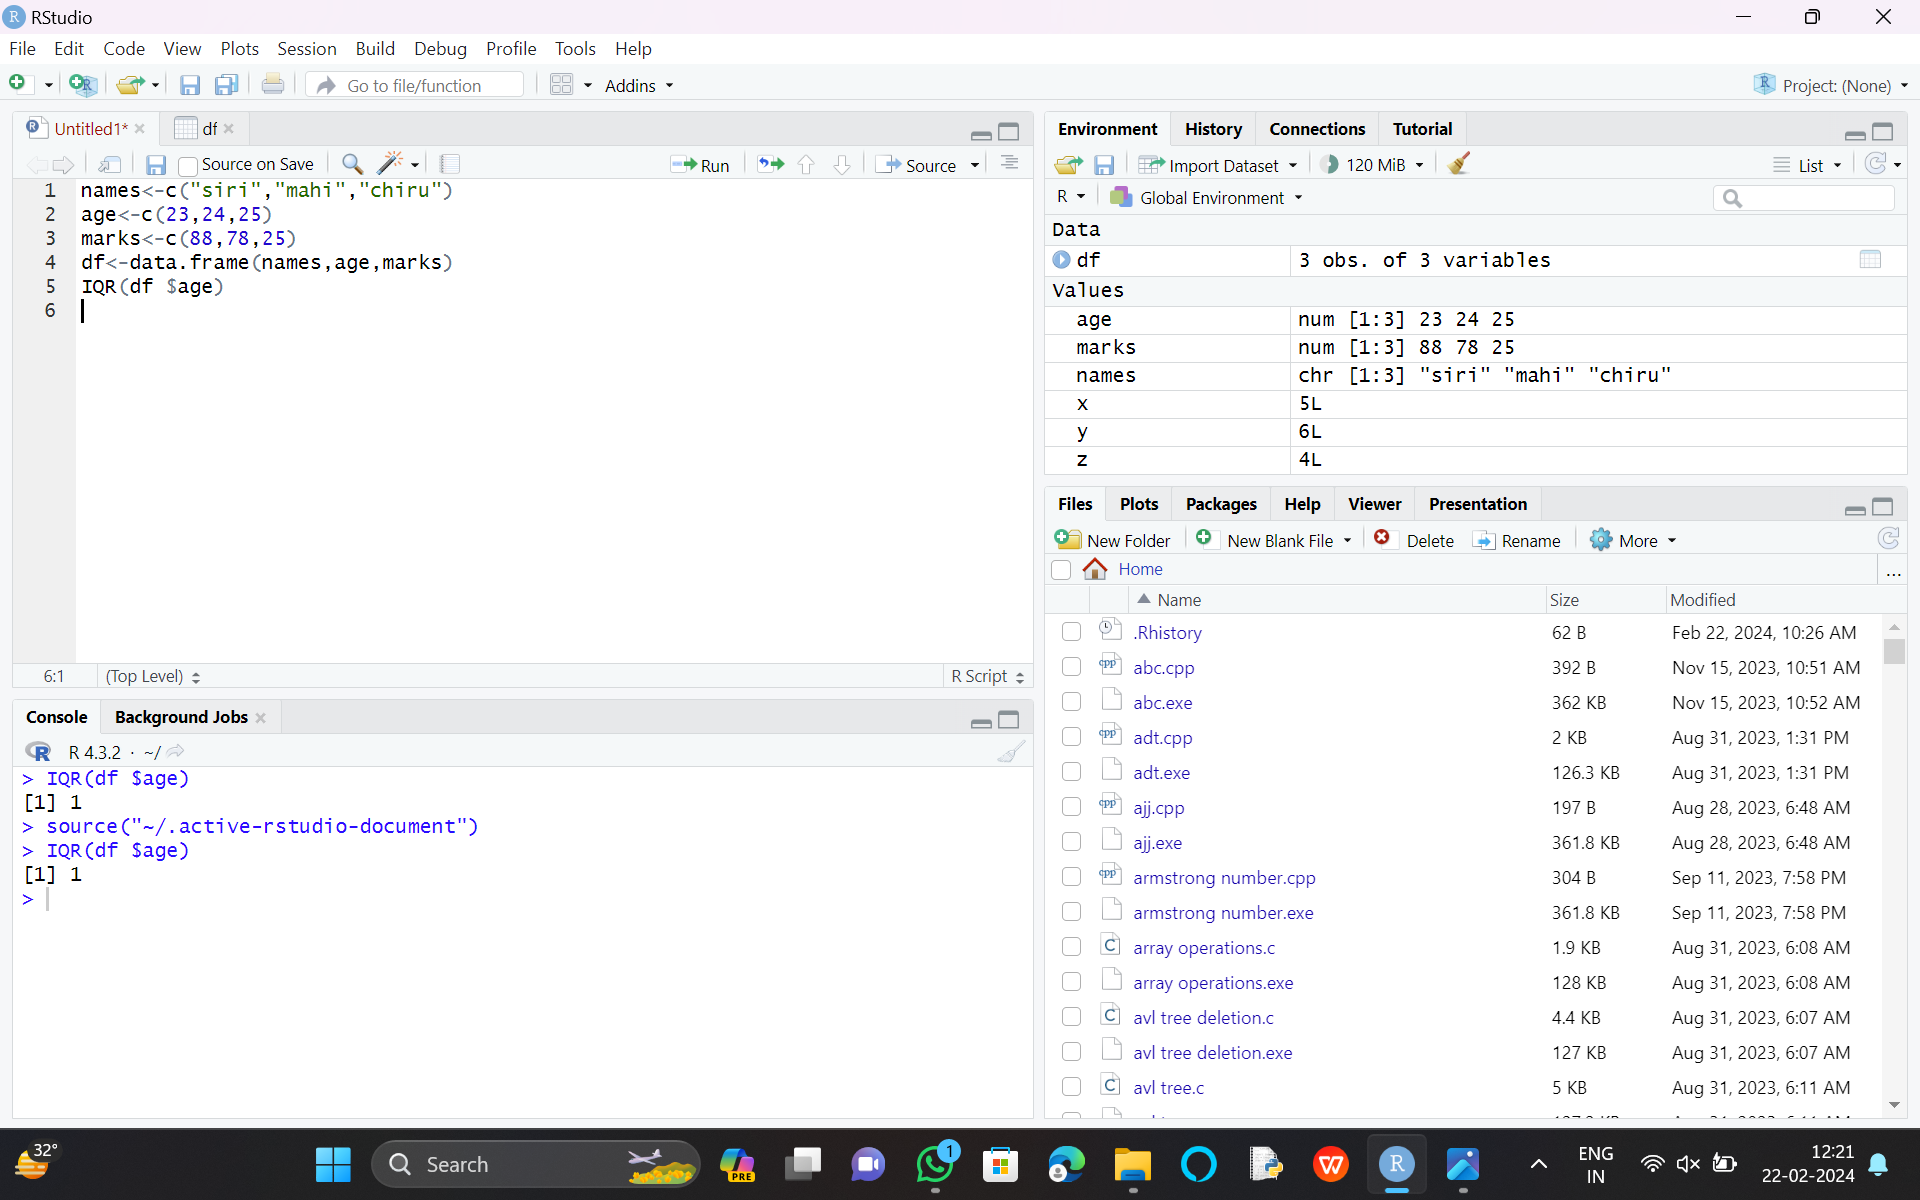 RStudio
File Edit Code View Plots Session Build Debug Profile Tools Help
Go to file/function Addins Project: (None)
Untitled1* df
Source on Save Run Source
1 names<-c("siri","mahi","chiru")
2 age<-c(23,24,25)
3 marks<-c(88,78,25)
4 df<-data.frame(names,age,marks)
5 IQR(df $age)
6
6:1 (Top Level) R Script
Console Background Jobs
R 4.3.2 · ~/
> IQR(df $age)
[1] 1
> source("~/.active-rstudio-document")
> IQR(df $age)
[1] 1
>
Environment History Connections Tutorial
Import Dataset 120 MiB List
R Global Environment
Data
df 3 obs. of 3 variables
Values
age num [1:3] 23 24 25
marks num [1:3] 88 78 25
names chr [1:3] "siri" "mahi" "chiru"
x 5L
y 6L
z 4L
Files Plots Packages Help Viewer Presentation
New Folder New Blank File Delete Rename More
Home ...
Name Size Modified
.Rhistory 62 B Feb 22, 2024, 10:26 AM
abc.cpp 392 B Nov 15, 2023, 10:51 AM
abc.exe 362 KB Nov 15, 2023, 10:52 AM
adt.cpp 2 KB Aug 31, 2023, 1:31 PM
adt.exe 126.3 KB Aug 31, 2023, 1:31 PM
ajj.cpp 197 B Aug 28, 2023, 6:48 AM
ajj.exe 361.8 KB Aug 28, 2023, 6:48 AM
armstrong number.cpp 304 B Sep 11, 2023, 7:58 PM
armstrong number.exe 361.8 KB Sep 11, 2023, 7:58 PM
array operations.c 1.9 KB Aug 31, 2023, 6:08 AM
array operations.exe 128 KB Aug 31, 2023, 6:08 AM
avl tree deletion.c 4.4 KB Aug 31, 2023, 6:07 AM
avl tree deletion.exe 127 KB Aug 31, 2023, 6:07 AM
avl tree.c 5 KB Aug 31, 2023, 6:11 AM
32° Search PRE 1 ENG 12:21
IN 22-02-2024